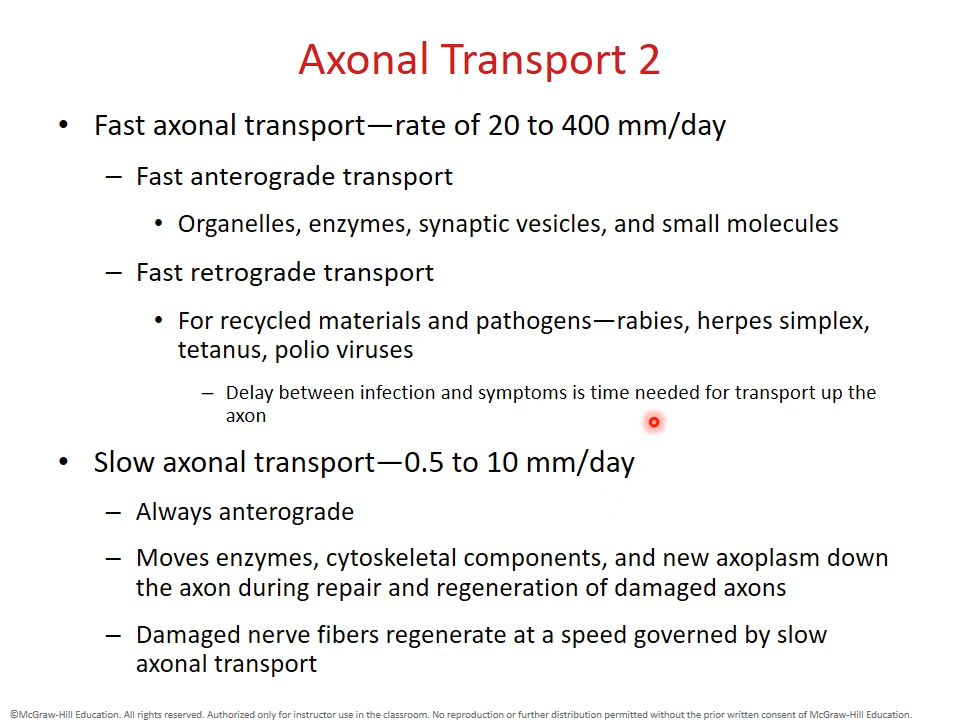 Axonal Transport 2
• Fast axonal transport—rate of 20 to 400 mm/day
– Fast anterograde transport
• Organelles, enzymes, synaptic vesicles, and small molecules
– Fast retrograde transport
• For recycled materials and pathogens—rabies, herpes simplex,
tetanus, polio viruses
– Delay between infection and symptoms is time needed for transport up the
axon
• Slow axonal transport—0.5 to 10 mm/day
– Always anterograde
– Moves enzymes, cytoskeletal components, and new axoplasm down
the axon during repair and regeneration of damaged axons
– Damaged nerve fibers regenerate at a speed governed by slow
axonal transport
©McGraw-Hill Education. All rights reserved. Authorized only for instructor use in the classroom. No reproduction or further distribution permitted without the prior written consent of McGraw-Hill Education.